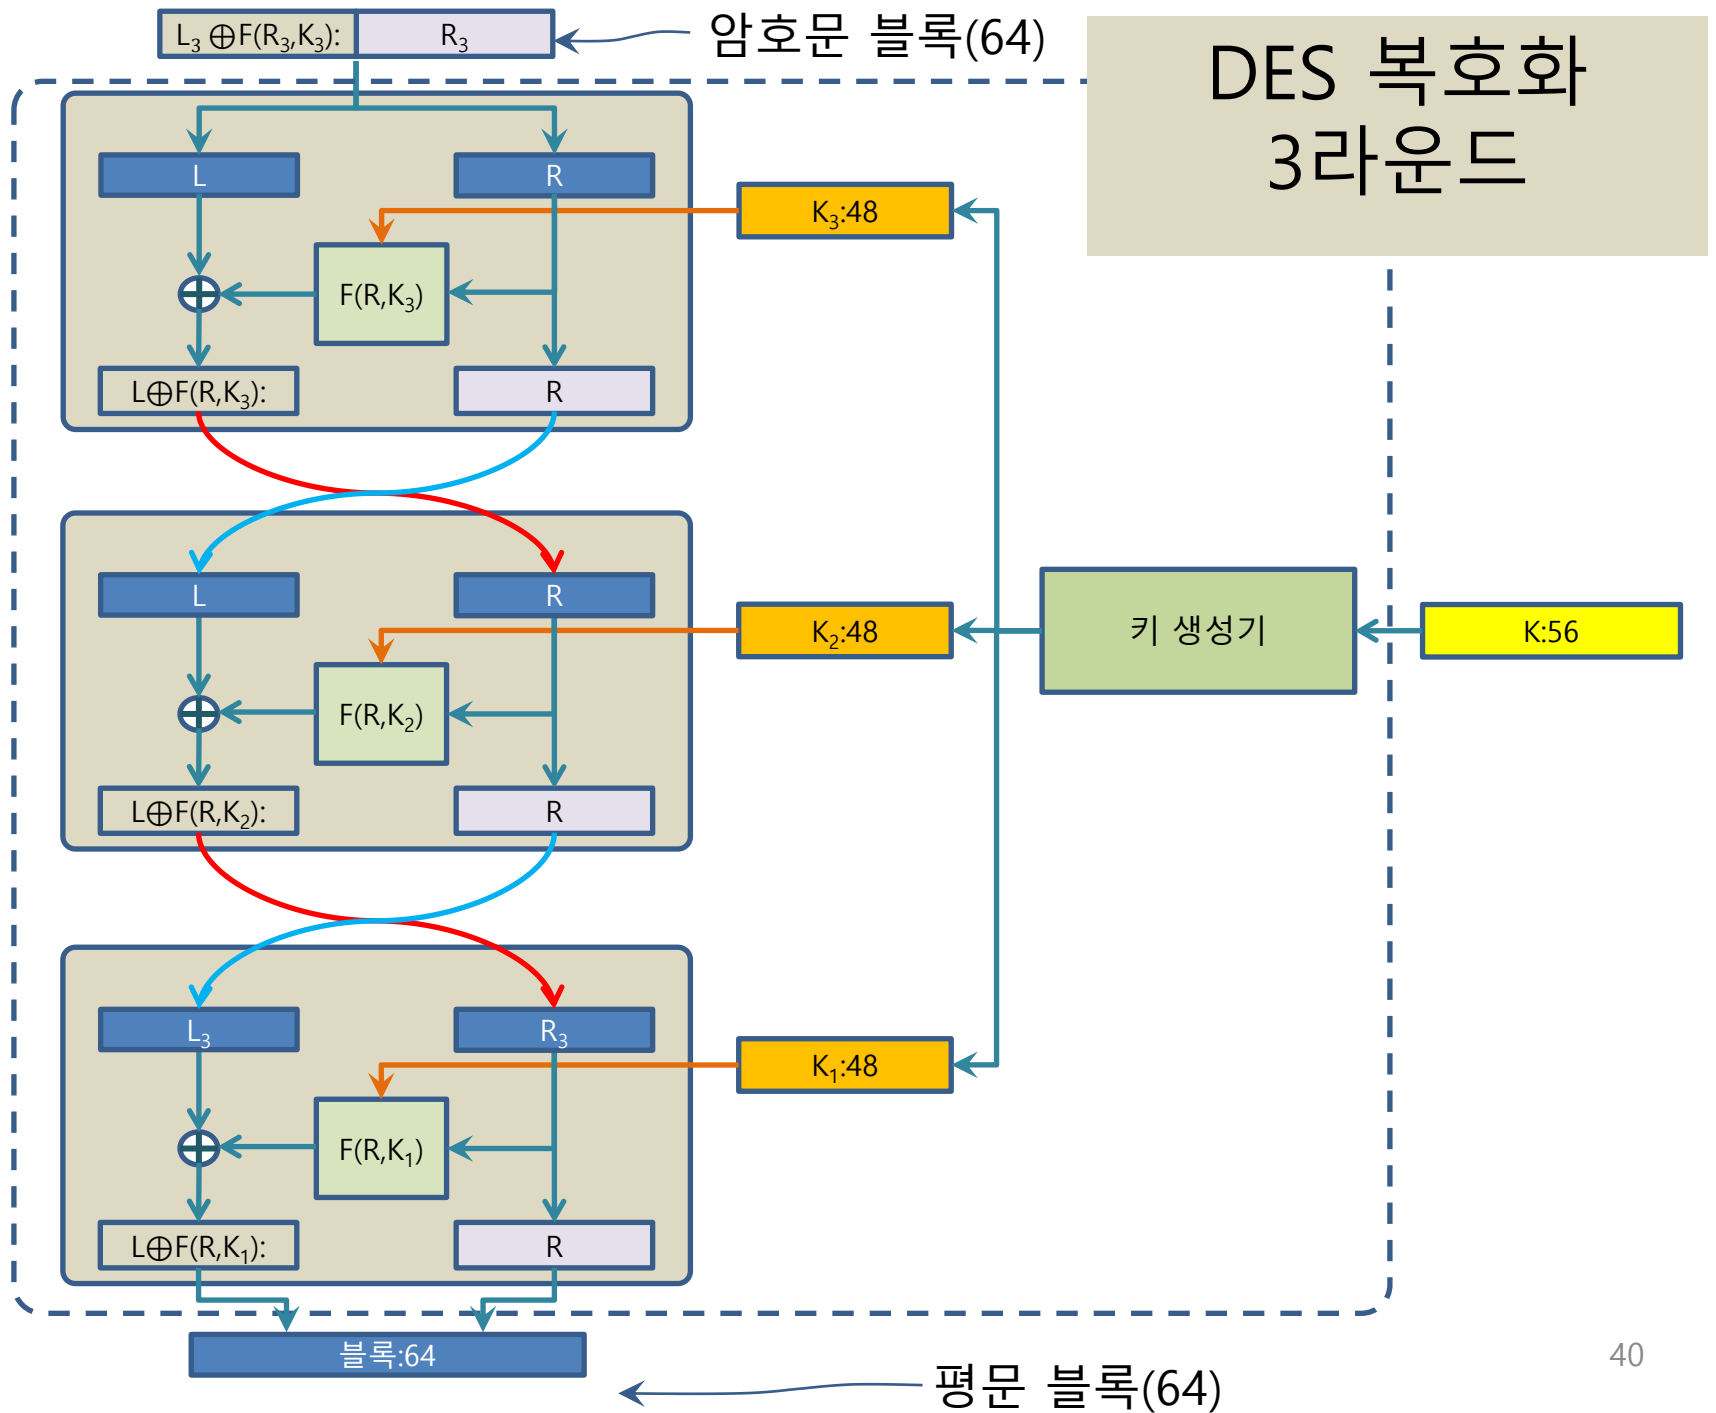 L₃ ⊕F(R₃,K₃):
R₃
암호문 블록(64)
DES 복호화
3라운드
L
R
K₃:48
F(R,K₃)
L⊕F(R,K₃):
R
L
R
K₂:48
키 생성기
K:56
F(R,K₂)
L⊕F(R,K₂):
R
L₃
R₃
K₁:48
F(R,K₁)
L⊕F(R,K₁):
R
블록:64
평문 블록(64)
40